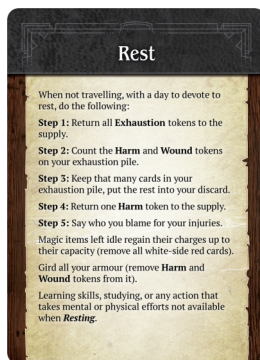 Rest
When not travelling, with a day to devote to
rest, do the following:
Step 1: Return all Exhaustion tokens to the
supply.
Step 2: Count the Harm and Wound tokens
on your exhaustion pile.
Step 3: Keep that many cards in your
exhaustion pile, put the rest into your discard.
Step 4: Return one Harm token to the supply.
Step 5: Say who you blame for your injuries.
Magic items left idle regain their charges up to
their capacity (remove all white-side red cards).
Gird all your armour (remove Harm and
Wound tokens from it).
Learning skills, studying, or any action that
takes mental or physical efforts not available
when Resting.